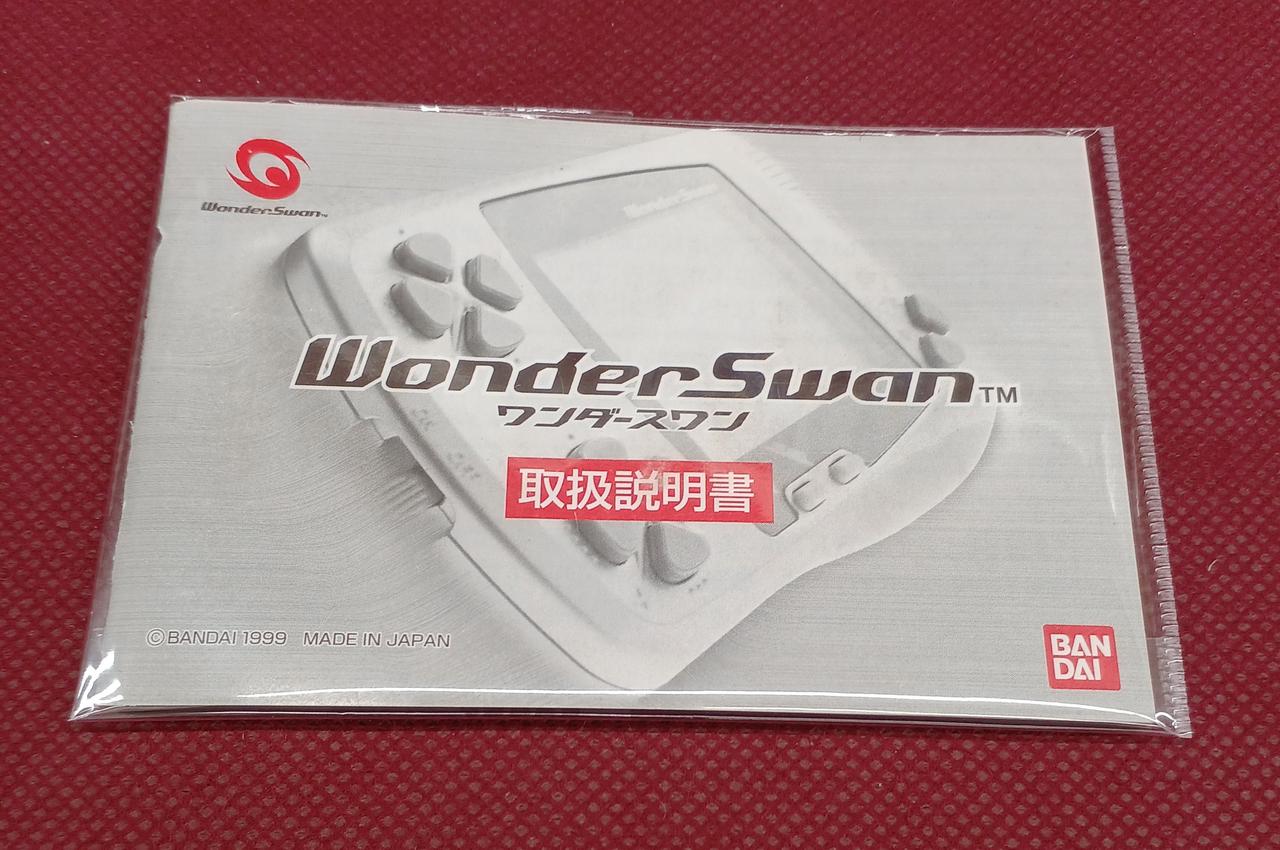 WonderSwan™
WonderSwan
WonderSwan™
ワンダースワン
取扱説明書
©BANDAI 1999 MADE IN JAPAN
BAN
DAI